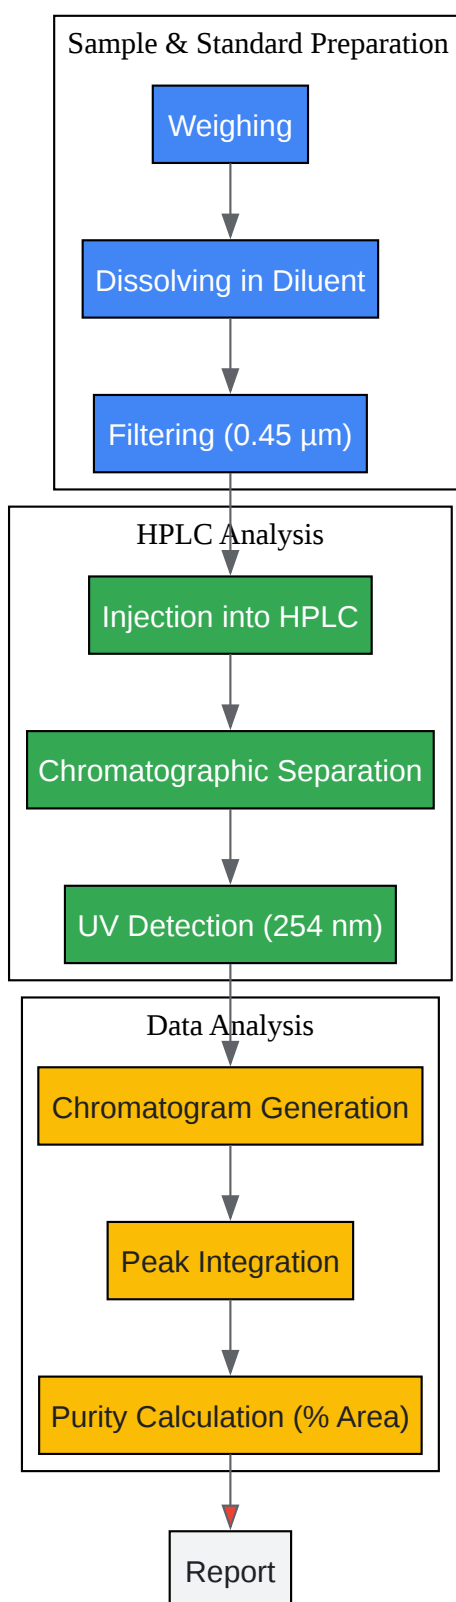 Sample & Standard Preparation
Weighing
Dissolving in Diluent
Filtering (0.45 µm)
HPLC Analysis
Injection into HPLC
Chromatographic Separation
UV Detection (254 nm)
Data Analysis
Chromatogram Generation
Peak Integration
Purity Calculation (% Area)
Report